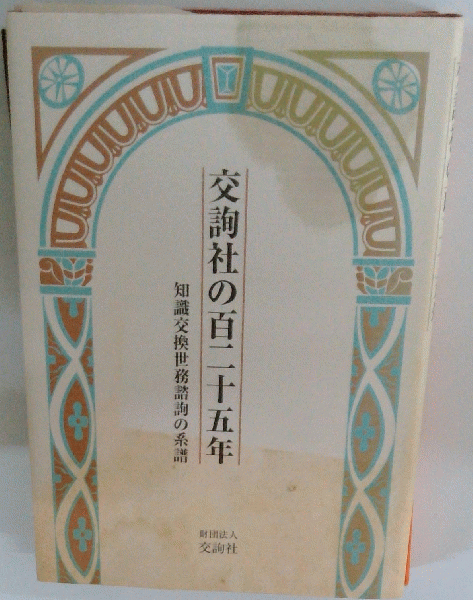 交詢社の百二十五年
知識交換世務諮詢の系譜
財団法人
交詢社